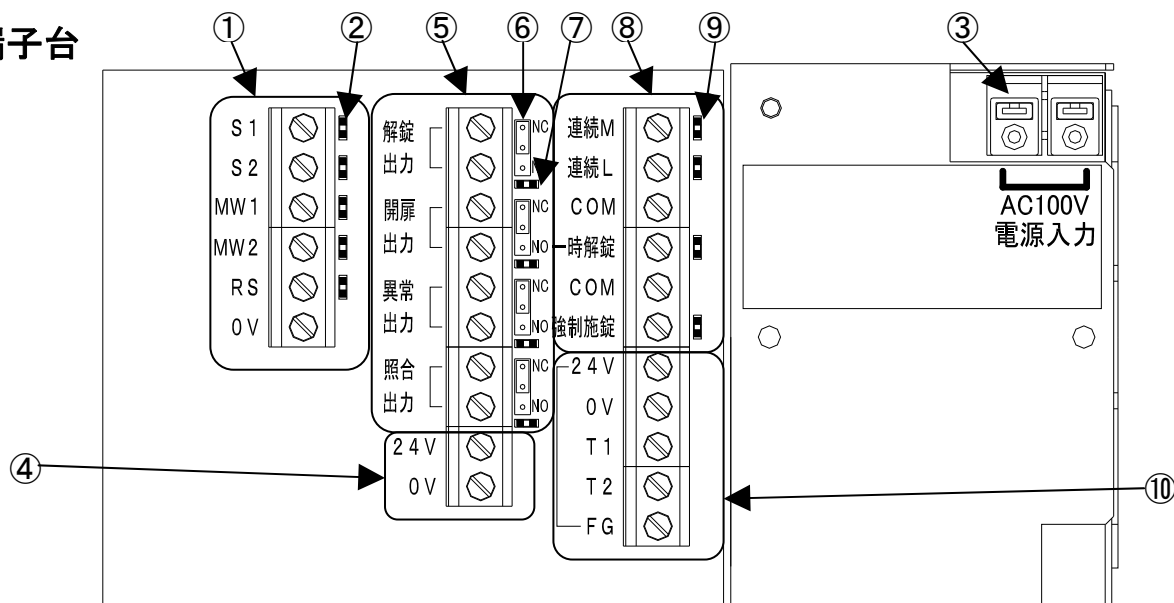 端子台
① ② ⑤ ⑥ ⑦ ⑧ ⑨ ③
S1
S2
MW1
MW2
RS
0V
解錠
出力
開扉
出力
異常
出力
照合
出力
24V
0V
NC
NC
NO
NC
NO
NC
NO
連続M
連続L
COM
時解錠
COM
強制施錠
24V
0V
T1
T2
FG
AC100V
電源入力
④
⑩